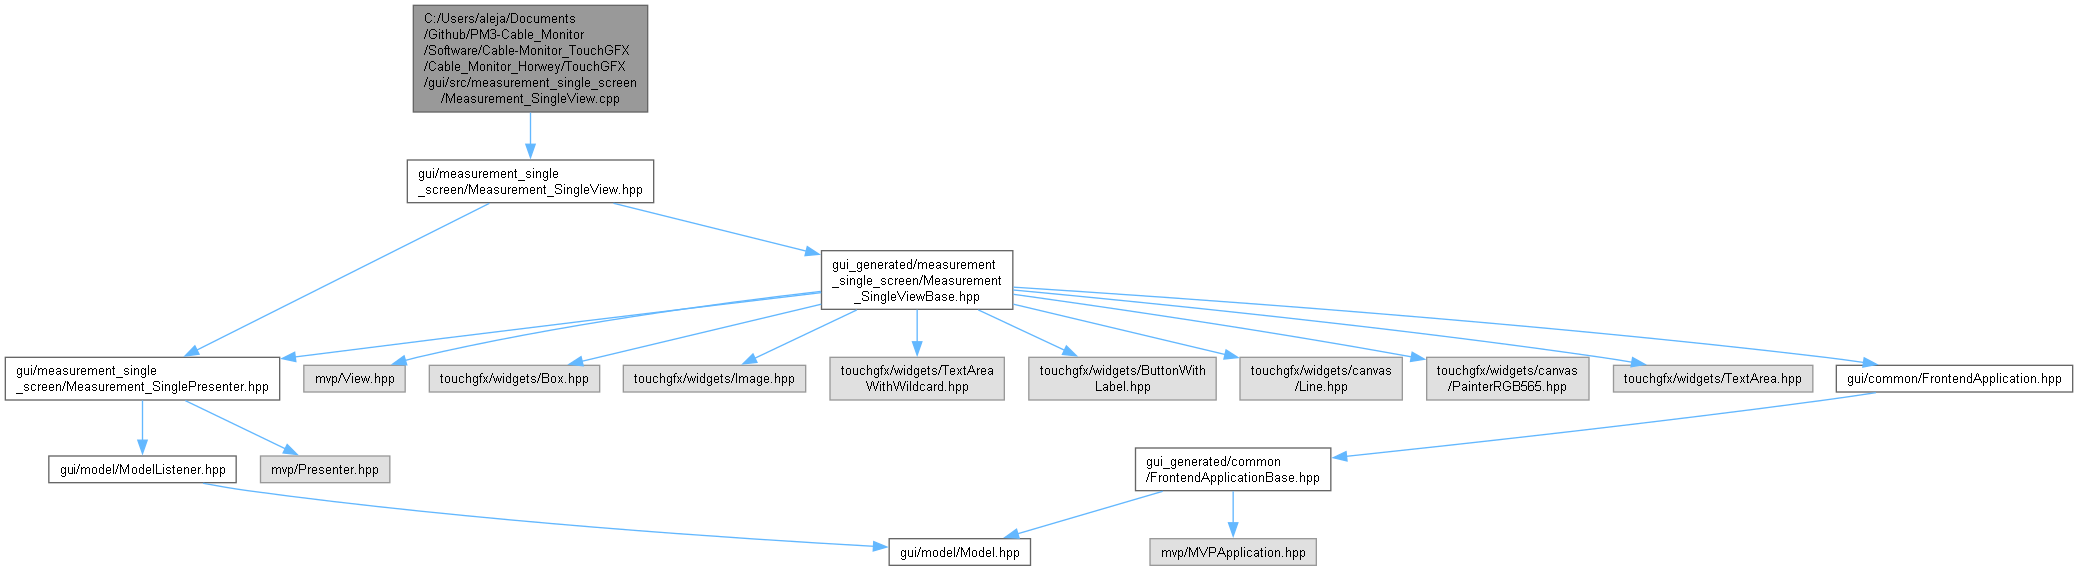 C:/Users/aleja/Documents
/Github/PM3-Cable_Monitor
/Software/Cable-Monitor_TouchGFX
/Cable_Monitor_Horwey/TouchGFX
/gui/src/measurement_single_screen
/Measurement_SingleView.cpp
gui/measurement_single
_screen/Measurement_SingleView.hpp
gui_generated/measurement
_single_screen/Measurement
_SingleViewBase.hpp
gui/measurement_single
_screen/Measurement_SinglePresenter.hpp
mvp/View.hpp
touchgfx/widgets/Box.hpp
touchgfx/widgets/Image.hpp
touchgfx/widgets/TextArea
WithWildcard.hpp
touchgfx/widgets/ButtonWith
Label.hpp
touchgfx/widgets/canvas
/Line.hpp
touchgfx/widgets/canvas
/PainterRGB565.hpp
touchgfx/widgets/TextArea.hpp
gui/common/FrontendApplication.hpp
gui/model/ModelListener.hpp
mvp/Presenter.hpp
gui_generated/common
/FrontendApplicationBase.hpp
gui/model/Model.hpp
mvp/MVPApplication.hpp